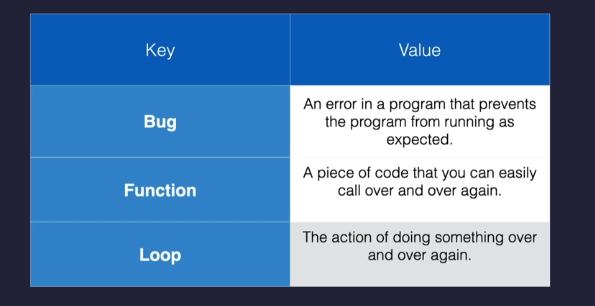 Key
Value
Bug
An error in a program that prevents
the program from running as
expected.
Function
A piece of code that you can easily
call over and over again.
Loop
The action of doing something over
and over again.